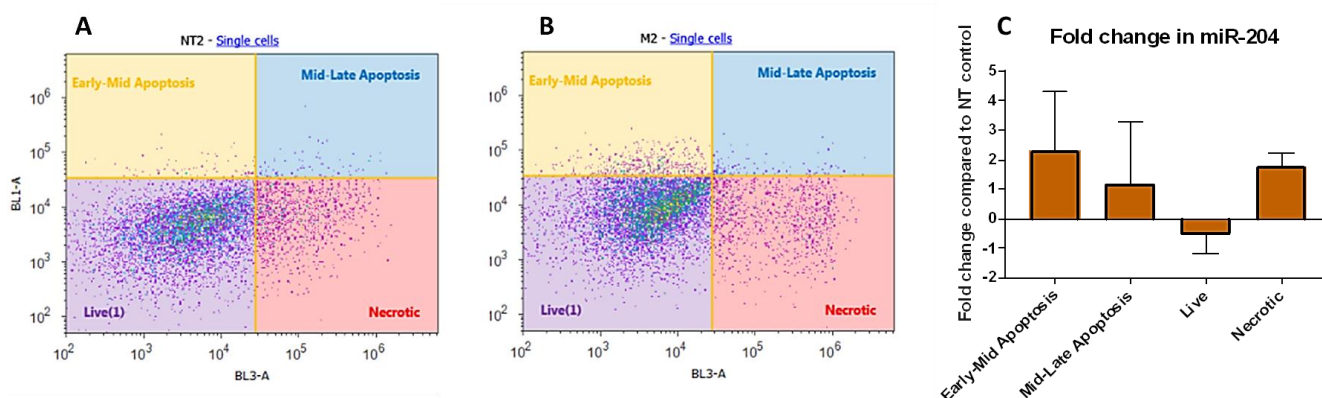 A
NT2 - Single cells
Early-Mid Apoptosis
Mid-Late Apoptosis
Live(1)
Necrotic
BL1-A
10^6
10^5
10^4
10^3
10^2
10^2
10^3
10^4
10^5
10^6
BL3-A
B
M2 - Single cells
Early-Mid Apoptosis
Mid-Late Apoptosis
Live(1)
Necrotic
10^6
10^5
10^4
10^3
10^2
10^2
10^3
10^4
10^5
10^6
BL3-A
C
Fold change in miR-204
Fold change compared to NT control
5
4
3
2
1
0
-1
-2
Early-Mid Apoptosis
Mid-Late Apoptosis
Live
Necrotic